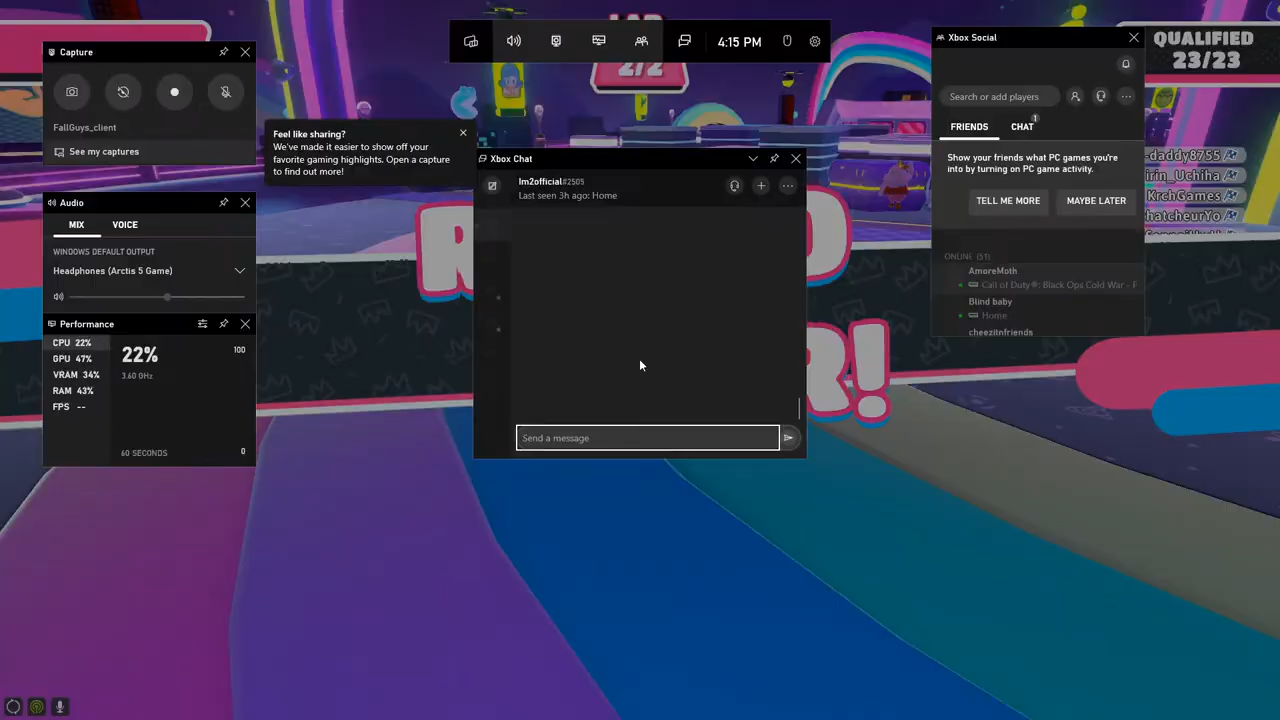 Capture
FallGuys_client
See my captures
Feel like sharing?
We've made it easier to show off your
favorite gaming highlights. Open a capture
to find out more!
Audio
MIX
VOICE
WINDOWS DEFAULT OUTPUT
Headphones (Arctis 5 Game)
Performance
CPU 22%
GPU 47%
VRAM 34%
RAM 43%
FPS --
22%
3.60 GHz
100
60 SECONDS
0
LAP
2/2
4:15 PM
Xbox Chat
Im2official#2505
Last seen 3h ago: Home
Send a message
R
R!
Xbox Social
Search or add players
FRIENDS
CHAT
1
Show your friends what PC games you're
into by turning on PC game activity.
TELL ME MORE
MAYBE LATER
ONLINE (51)
AmoreMoth
Call of Duty®: Black Ops Cold War - F
Blind baby
Home
cheezitnfriends
QUALIFIED
23/23
-daddy8755
irin_Uchiha
KrchGames
hatcheurYo